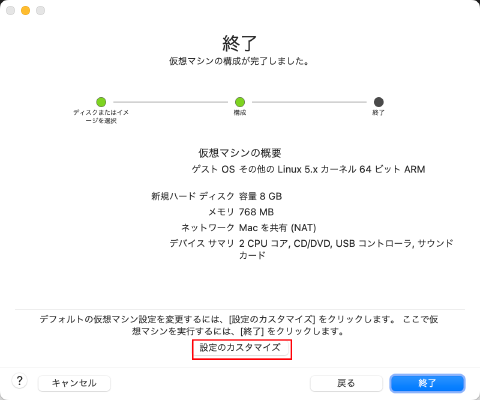 終了
仮想マシンの構成が完了しました。
ディスクまたはイメ
ージを選択
構成
終了
仮想マシンの概要
ゲスト OS その他の Linux 5.x カーネル 64 ビット ARM
新規ハード ディスク 容量 8 GB
メモリ 768 MB
ネットワーク Mac を共有 (NAT)
デバイス サマリ 2 CPU コア, CD/DVD, USB コントローラ, サウンド
カード
デフォルトの仮想マシン設定を変更するには、[設定のカスタマイズ] をクリックします。 ここで仮
想マシンを実行するには、[終了] をクリックします。
設定のカスタマイズ
? キャンセル 戻る 終了